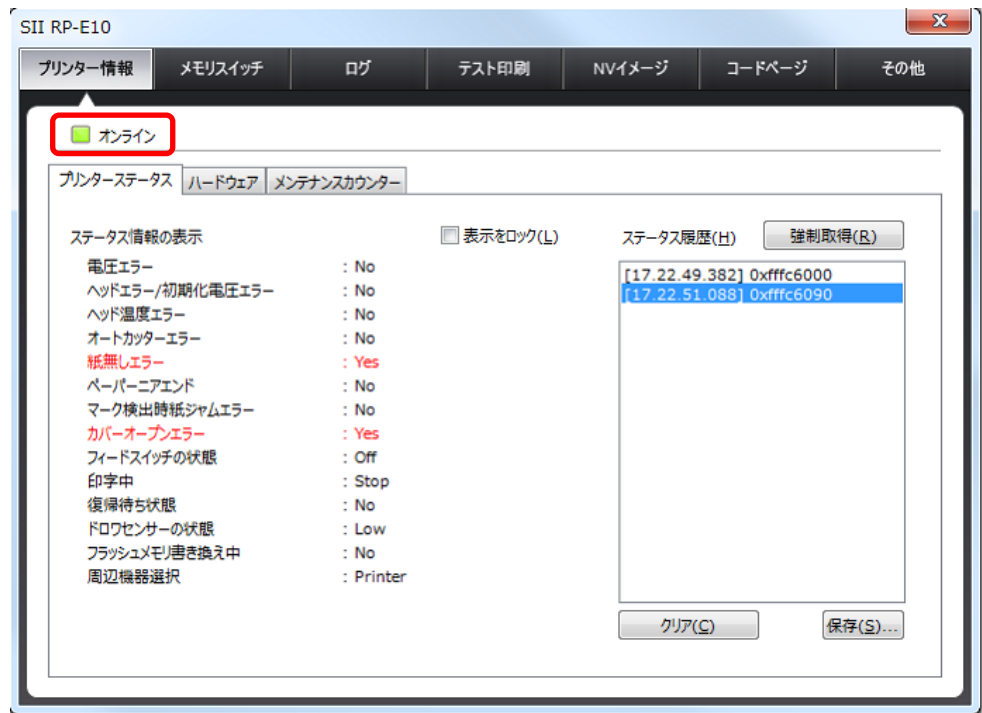 SII RP-E10
プリンター情報 メモリスイッチ ログ テスト印刷 NVイメージ コードページ その他
オンライン
プリンターステータス ハードウェア メンテナンスカウンター
ステータス情報の表示 表示をロック(L) ステータス履歴(H) 強制取得(R)
電圧エラー : No
ヘッドエラー/初期化電圧エラー : No
ヘッド温度エラー : No
オートカッターエラー : No
紙無しエラー : Yes
ペーパーニアエンド : No
マーク検出時紙ジャムエラー : No
カバーオープンエラー : Yes
フィードスイッチの状態 : Off
印字中 : Stop
復帰待ち状態 : No
ドロワセンサーの状態 : Low
フラッシュメモリ書き換え中 : No
周辺機器選択 : Printer
[17.22.49.382] 0xfffc6000
[17.22.51.088] 0xfffc6090
クリア(C) 保存(S)...